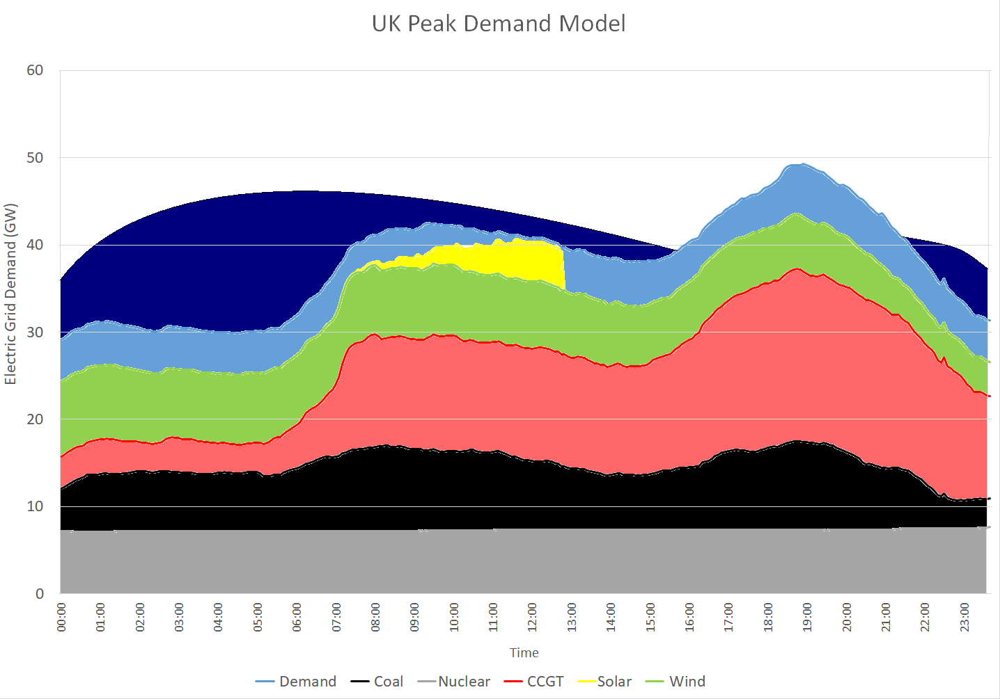 UK Peak Demand Model
Electric Grid Demand (GW)
60
50
40
30
20
10
0
00:00 01:00 02:00 03:00 04:00 05:00 06:00 07:00 08:00 09:00 10:00 11:00 12:00 13:00 14:00 15:00 16:00 17:00 18:00 19:00 20:00 21:00 22:00 23:00
Time
Demand Coal Nuclear CCGT Solar Wind